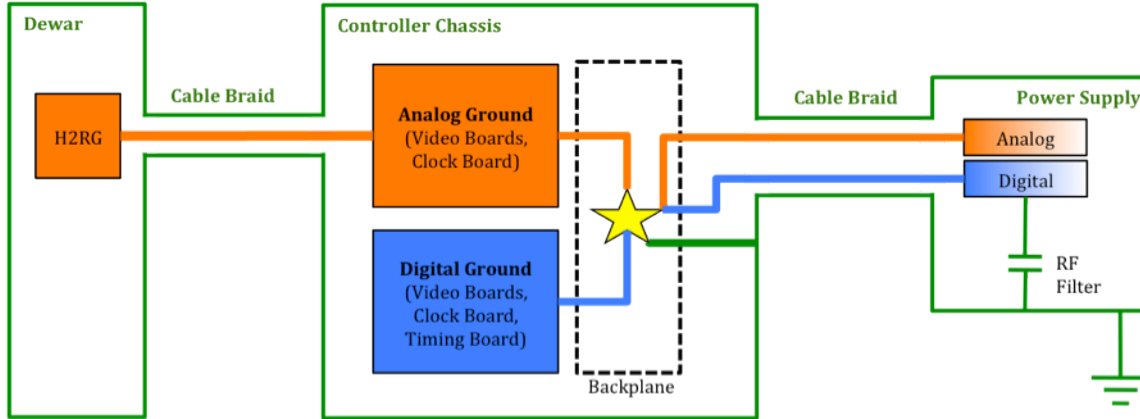 Dewar
H2RG
Cable Braid
Controller Chassis
Analog Ground
(Video Boards,
Clock Board)
Digital Ground
(Video Boards,
Clock Board,
Timing Board)
Backplane
Cable Braid
Power Supply
Analog
Digital
RF
Filter